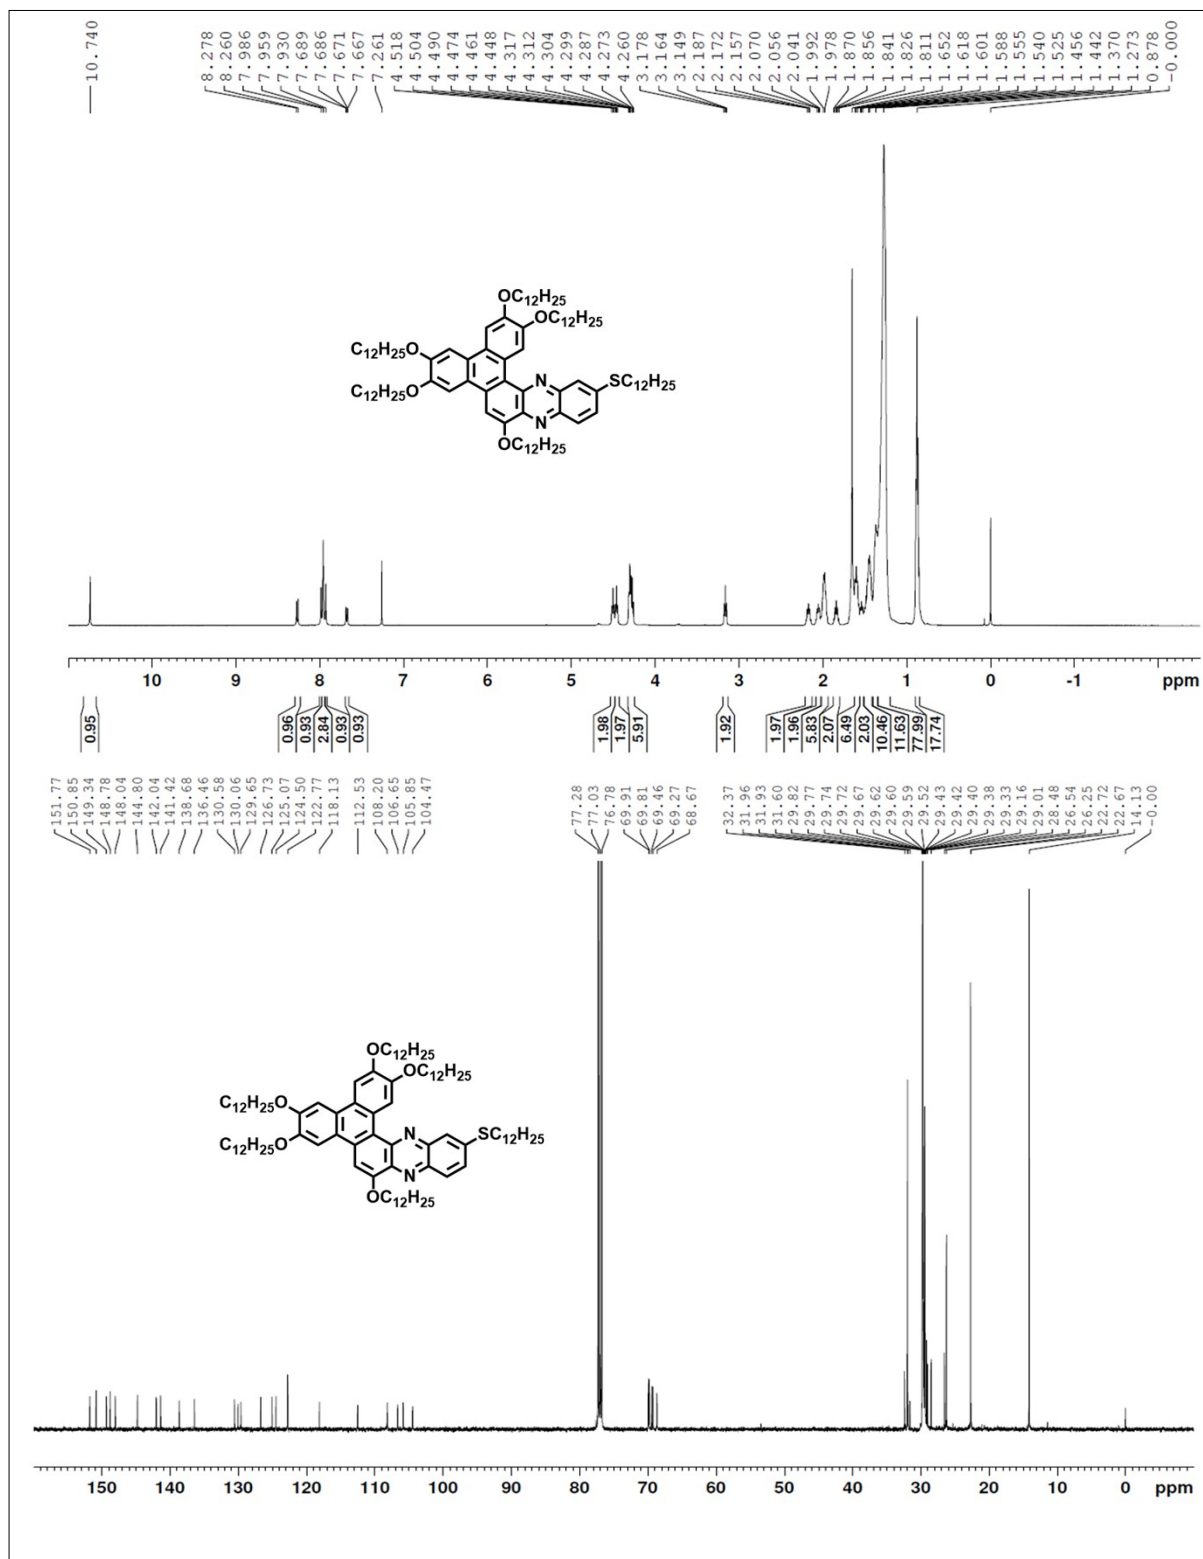 10.740 8.278 8.260 7.986 7.959 7.930 7.689 7.686 7.671 7.667 7.261 4.518 4.504 4.490 4.474 4.461 4.448 4.317 4.312 4.304 4.299 4.287 4.273 4.260 3.178 3.164 3.149 2.187 2.172 2.157 2.070 2.056 2.041 1.992 1.978 1.870 1.856 1.841 1.826 1.811 1.652 1.618 1.601 1.588 1.555 1.540 1.525 1.456 1.442 1.370 1.273 0.878 -0.000
OC12H25
OC12H25
C12H25O
C12H25O
N
SC12H25
N
OC12H25
10 9 8 7 6 5 4 3 2 1 0 -1 ppm
0.95 0.96 0.93 2.84 0.93 0.93 1.98 1.97 5.91 1.92 1.97 1.96 5.83 2.07 6.49 2.03 10.46 11.63 77.99 17.74
151.77 150.85 149.34 148.78 148.04 144.80 142.04 141.42 138.68 136.46 130.58 130.06 129.65 126.73 125.07 124.50 122.77 118.13 112.53 108.20 106.65 105.85 104.47 77.28 77.03 76.78 69.91 69.81 69.46 69.27 68.67 32.37 31.96 31.93 31.60 29.82 29.77 29.74 29.72 29.67 29.62 29.60 29.59 29.52 29.43 29.42 29.40 29.38 29.33 29.16 29.01 28.48 26.54 26.25 22.72 22.67 14.13 -0.00
OC12H25
OC12H25
C12H25O
C12H25O
N
SC12H25
N
OC12H25
150 140 130 120 110 100 90 80 70 60 50 40 30 20 10 0 ppm